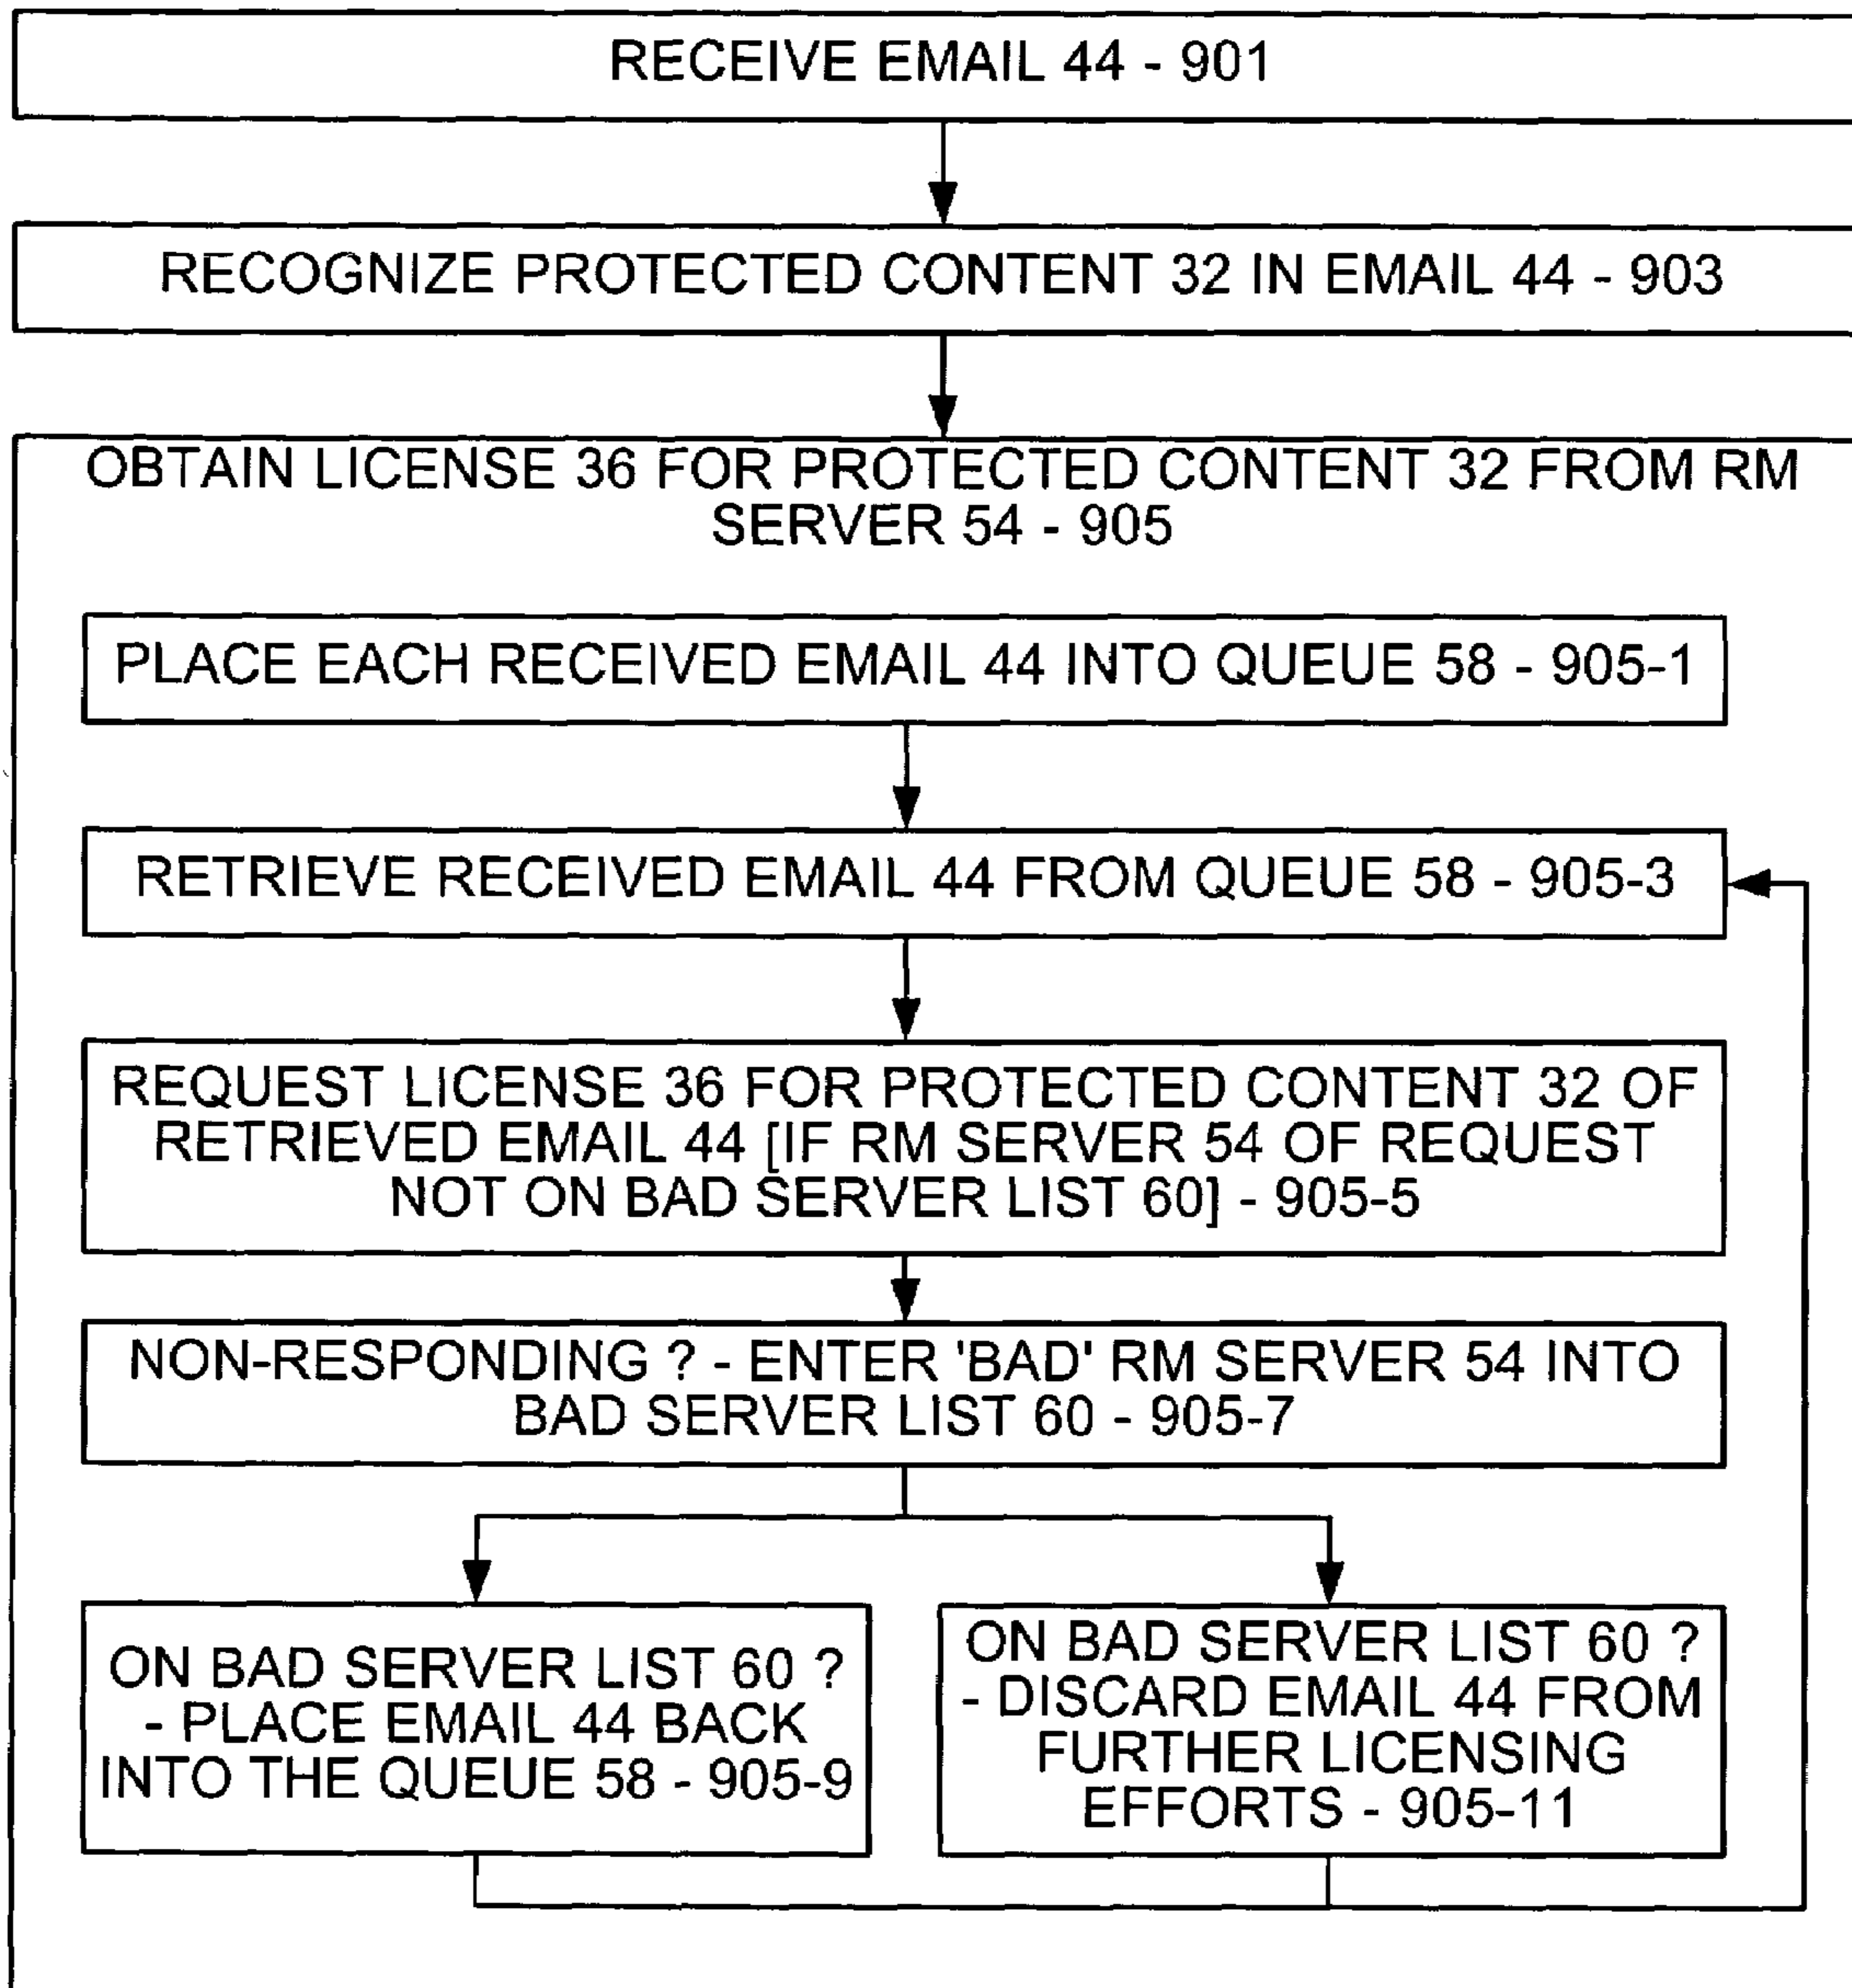 RECEIVE EMAIL 44 - 901
RECOGNIZE PROTECTED CONTENT 32 IN EMAIL 44 - 903
OBTAIN LICENSE 36 FOR PROTECTED CONTENT 32 FROM RM
SERVER 54 - 905
PLACE EACH RECEIVED EMAIL 44 INTO QUEUE 58 - 905-1
RETRIEVE RECEIVED EMAIL 44 FROM QUEUE 58 - 905-3
REQUEST LICENSE 36 FOR PROTECTED CONTENT 32 OF
RETRIEVED EMAIL 44 [IF RM SERVER 54 OF REQUEST
NOT ON BAD SERVER LIST 60] - 905-5
NON-RESPONDING ? - ENTER 'BAD' RM SERVER 54 INTO
BAD SERVER LIST 60 - 905-7
ON BAD SERVER LIST 60 ?
- PLACE EMAIL 44 BACK
INTO THE QUEUE 58 - 905-9
ON BAD SERVER LIST 60 ?
- DISCARD EMAIL 44 FROM
FURTHER LICENSING
EFFORTS - 905-11